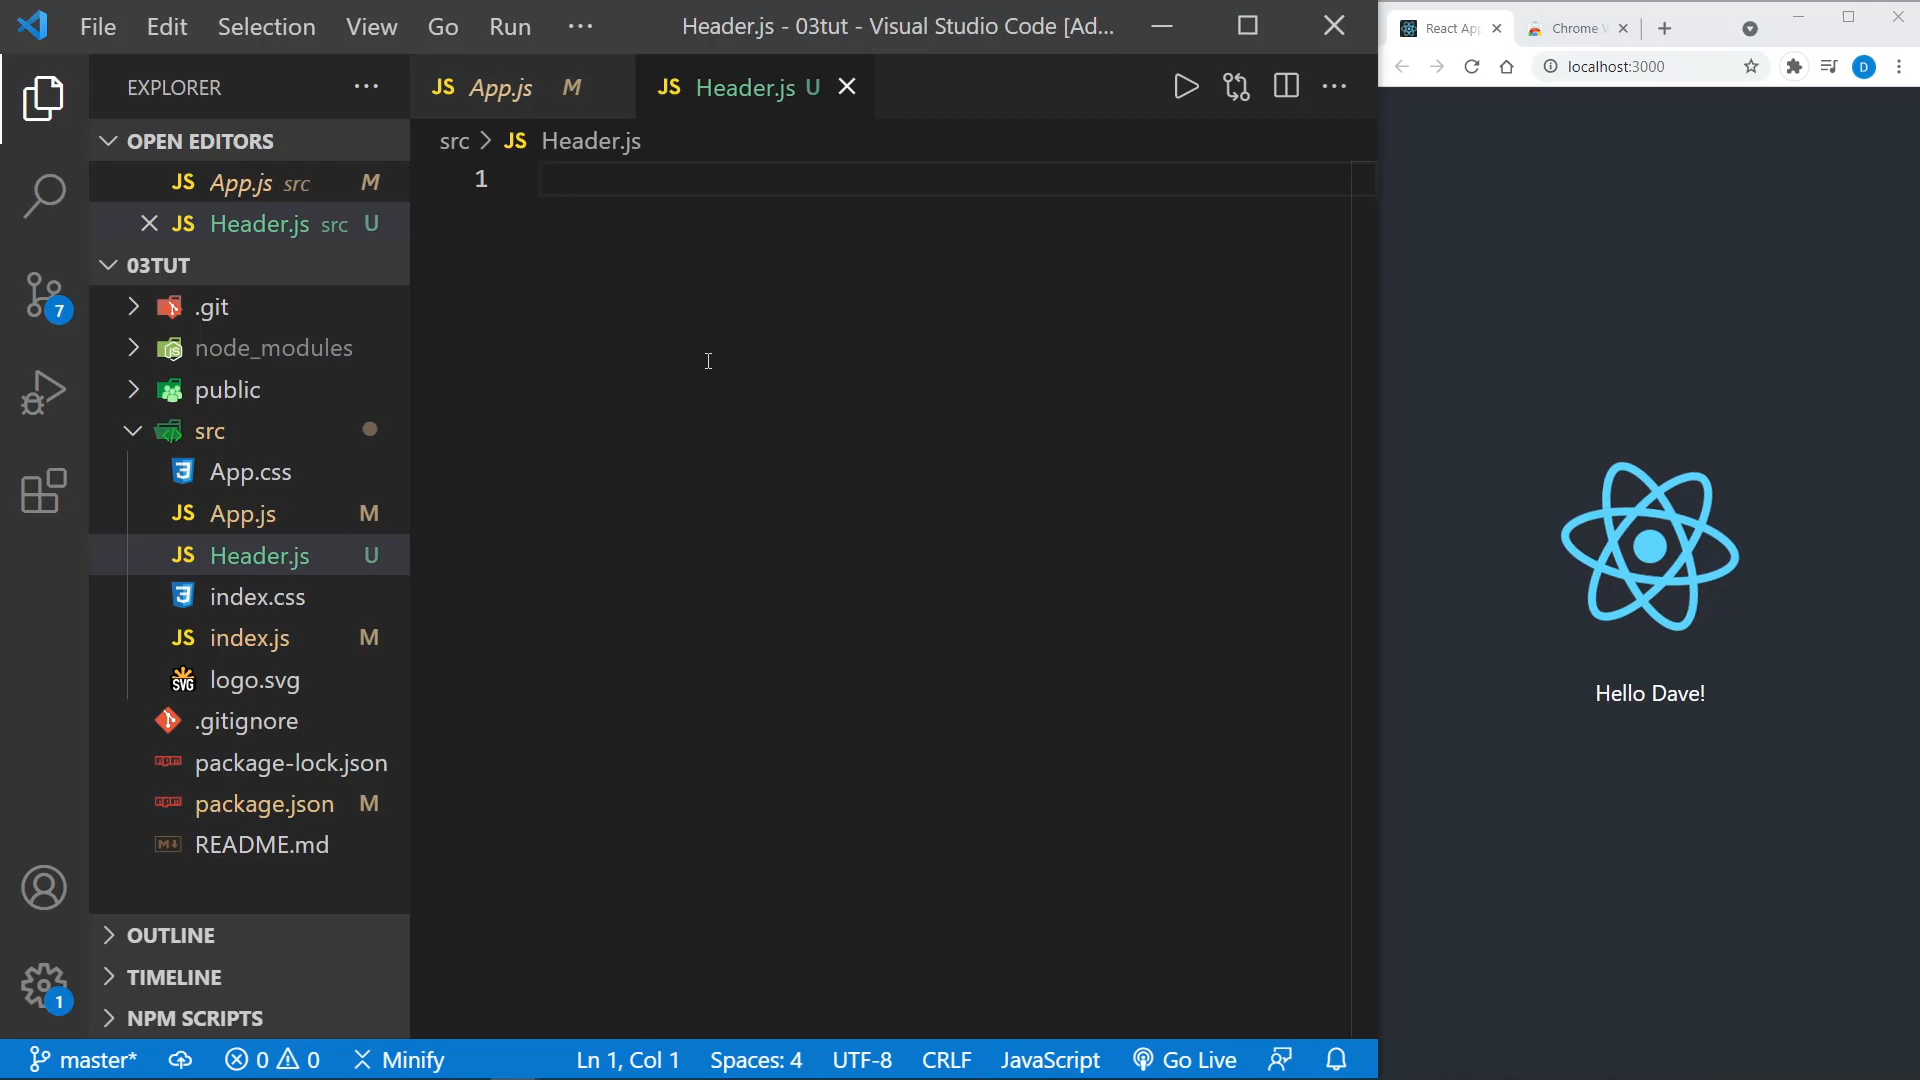 File Edit Selection View Go Run ··· Header.js - 03tut - Visual Studio Code [Ad...
EXPLORER ···
JS App.js M JS Header.js U
OPEN EDITORS
JS App.js src M
JS Header.js src U
03TUT
.git
node_modules
public
src
App.css
JS App.js M
JS Header.js U
index.css
JS index.js M
SVG logo.svg
.gitignore
package-lock.json
package.json M
README.md
OUTLINE
TIMELINE
NPM SCRIPTS
7
1
src > JS Header.js
1
master* 0 0 Minify Ln 1, Col 1 Spaces: 4 UTF-8 CRLF JavaScript Go Live
React App Chrome W
localhost:3000 D
Hello Dave!